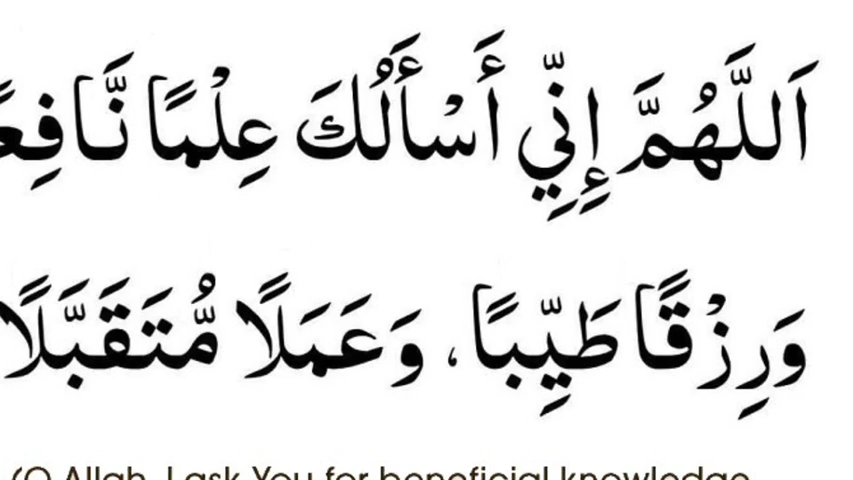 اَللَّهُمَّ إِنِّي أَسْأَلُكَ عِلْمًا نَّافِعً
وَرِزْقًا طَيِّبًا، وَعَمَلًا مُّتَقَبَّلًا
(O Allah, I ask You for beneficial knowledge